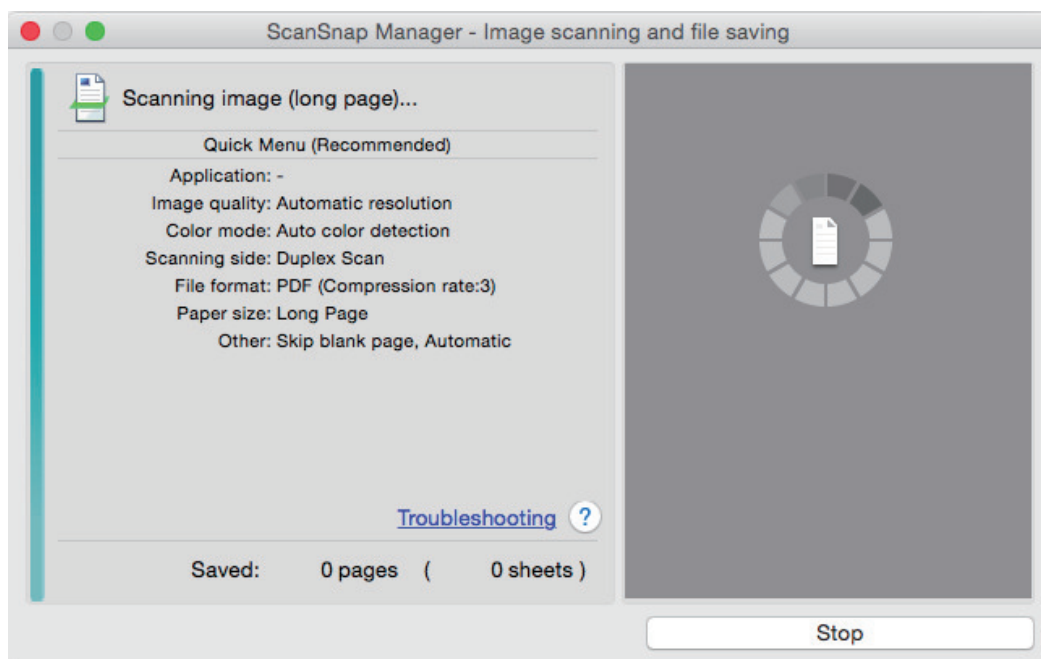 ScanSnap Manager - Image scanning and file saving
Scanning image (long page)...
Quick Menu (Recommended)
Application: -
Image quality: Automatic resolution
Color mode: Auto color detection
Scanning side: Duplex Scan
File format: PDF (Compression rate:3)
Paper size: Long Page
Other: Skip blank page, Automatic
Troubleshooting ?
Saved: 0 pages ( 0 sheets )
Stop